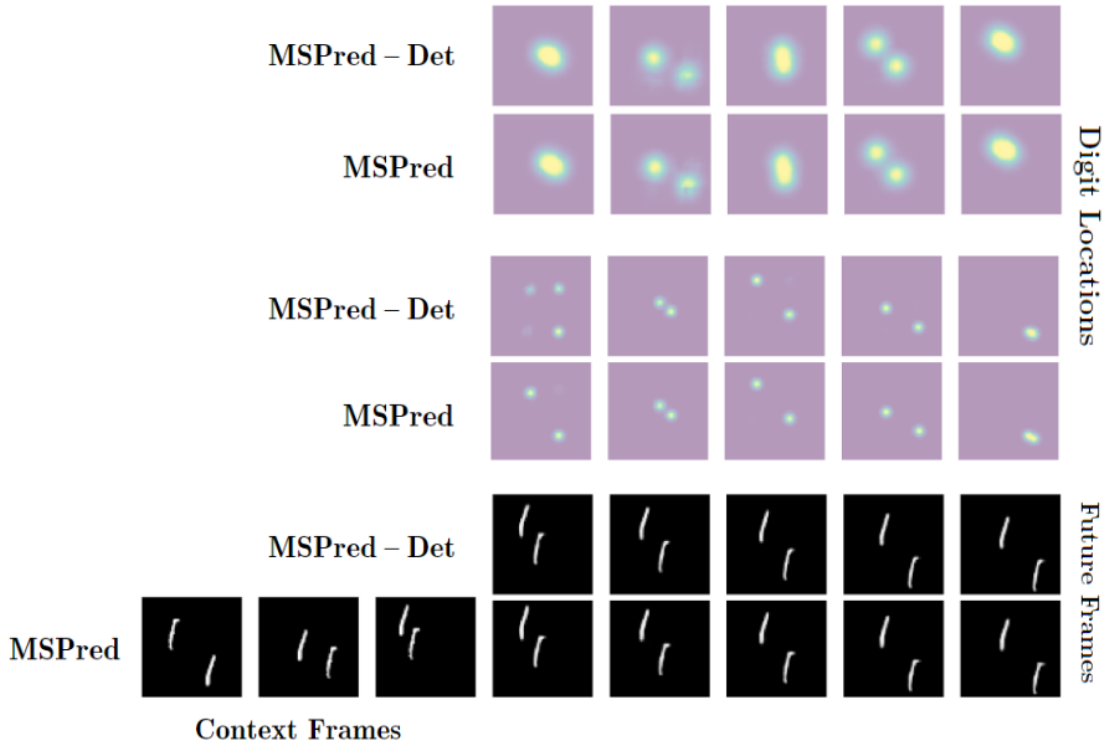 MSPred – Det
MSPred
Digit Locations
MSPred – Det
MSPred
MSPred – Det
Future Frames
MSPred
Context Frames